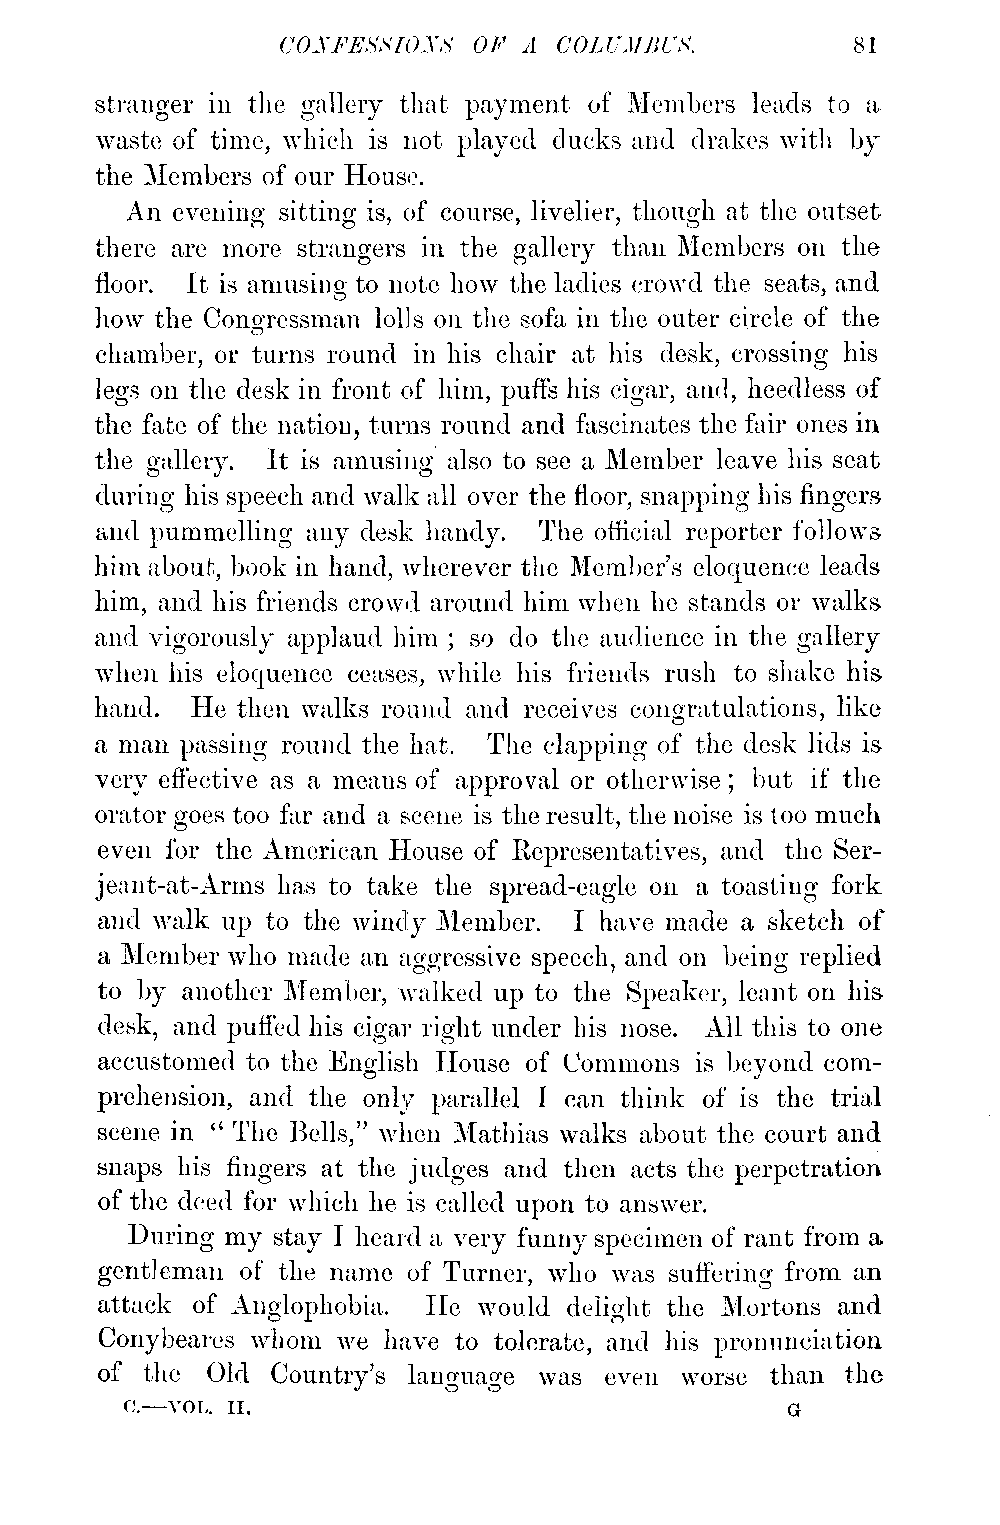 CONFESSIONS OF A COLUMBUS. 81
stranger in the gallery that payment of Members leads to a
waste of time, which is not played ducks and drakes with by
the Members of our House.
An evening sitting is, of course, livelier, though at the outset
there are more strangers in the gallery than Members on the
floor. It is amusing to note how the ladies crowd the seats, and
how the Congressman lolls on the sofa in the outer circle of the
chamber, or turns round in his chair at his desk, crossing his
legs on the desk in front of him, puffs his cigar, and, heedless of
the fate of the nation, turns round and fascinates the fair ones in
the gallery. It is amusing also to see a Member leave his seat
during his speech and walk all over the floor, snapping his fingers
and pummelling any desk handy. The official reporter follows
him about, book in hand, wherever the Member's eloquence leads
him, and his friends crowd around him when he stands or walks
and vigorously applaud him ; so do the audience in the gallery
when his eloquence ceases, while his friends rush to shake his
hand. He then walks round and receives congratulations, like
a man passing round the hat. The clapping of the desk lids is
very effective as a means of approval or otherwise ; but if the
orator goes too far and a scene is the result, the noise is too much
even for the American House of Representatives, and the Ser-
jeant-at-Arms has to take the spread-eagle on a toasting fork
and walk up to the windy Member. I have made a sketch of
a Member who made an aggressive speech, and on being replied
to by another Member, walked up to the Speaker, leant on his
desk, and puffed his cigar right under his nose. All this to one
accustomed to the English House of Commons is beyond com-
prehension, and the only parallel I can think of is the trial
scene in “ The Bells,” when Mathias walks about the court and
snaps his fingers at the judges and then acts the perpetration
of the deed for which he is called upon to answer.
During my stay I heard a very funny specimen of rant from a
gentleman of the name of Turner, who was suffering from an
attack of Anglophobia. He would delight the Mortons and
Conybeares whom we have to tolerate, and his pronunciation
of the Old Country's language was even worse than the
C.—VOL. II. G